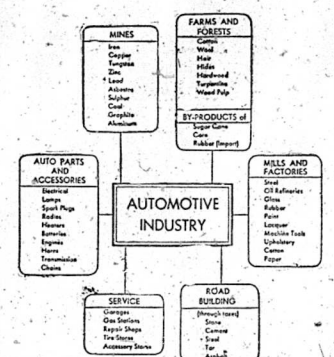 MINES
Iron
Copper
Tungsten
Zinc
Lead
Asbestos
Sulphur
Coal
Graphite
Aluminum
FARMS AND
FORESTS
Cotton
Wool
Hair
Hides
Hardwood
Turpentine
Wood Pulp
BY-PRODUCTS of
Sugar Cane
Corn
Rubber (Import)
AUTO PARTS
AND
ACCESSORIES
Electrical
Lamps
Spark Plugs
Radios
Heaters
Batteries
Engines
Horns
Transmission
Chains
AUTOMOTIVE
INDUSTRY
MILLS AND
FACTORIES
Steel
Oil Refineries
Glass
Rubber
Paint
Lacquer
Machine Tools
Upholstery
Cotton
Paper
SERVICE
Garages
Gas Stations
Repair Shops
Tire Stores
Accessory Stores
ROAD
BUILDING
(through taxes)
Stone
Cement
Steel
Tar
Asphalt